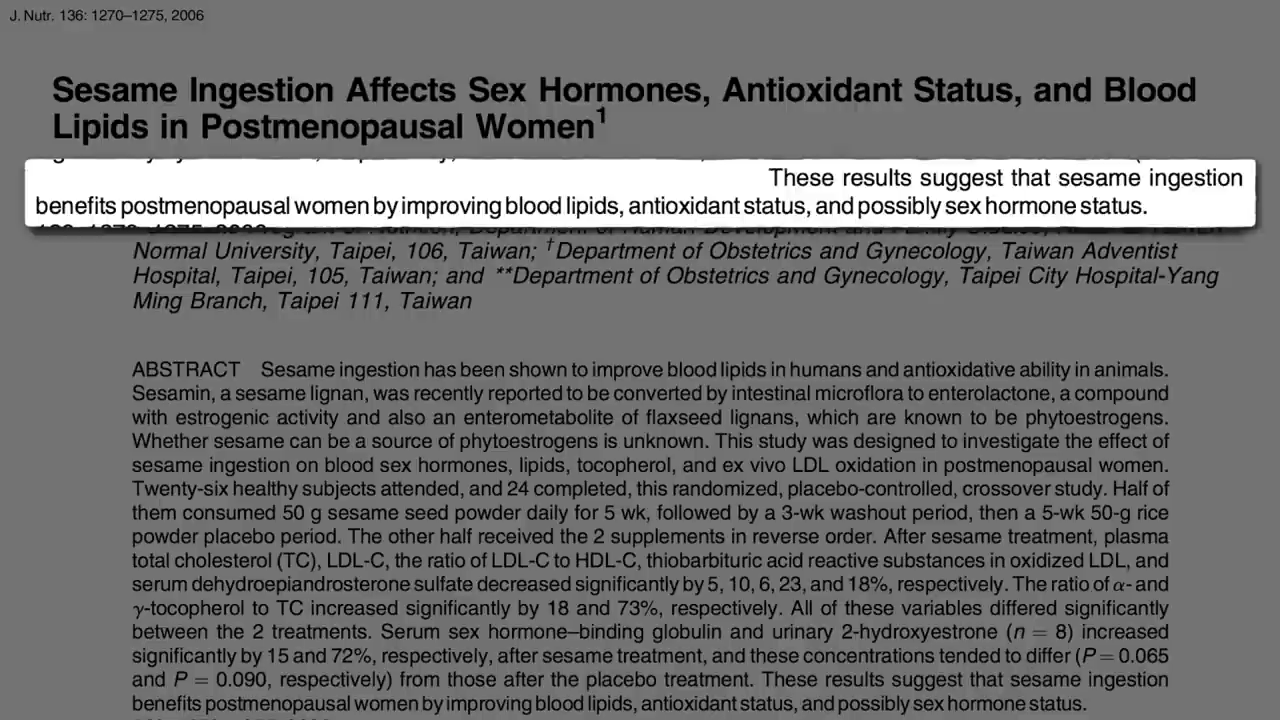 J. Nutr. 136: 1270–1275, 2006
Sesame Ingestion Affects Sex Hormones, Antioxidant Status, and Blood
Lipids in Postmenopausal Women1
These results suggest that sesame ingestion
benefits postmenopausal women by improving blood lipids, antioxidant status, and possibly sex hormone status.
Normal University, Taipei, 106, Taiwan; †Department of Obstetrics and Gynecology, Taiwan Adventist
Hospital, Taipei, 105, Taiwan; and **Department of Obstetrics and Gynecology, Taipei City Hospital-Yang
Ming Branch, Taipei 111, Taiwan
ABSTRACT Sesame ingestion has been shown to improve blood lipids in humans and antioxidative ability in animals.
Sesamin, a sesame lignan, was recently reported to be converted by intestinal microflora to enterolactone, a compound
with estrogenic activity and also an enterometabolite of flaxseed lignans, which are known to be phytoestrogens.
Whether sesame can be a source of phytoestrogens is unknown. This study was designed to investigate the effect of
sesame ingestion on blood sex hormones, lipids, tocopherol, and ex vivo LDL oxidation in postmenopausal women.
Twenty-six healthy subjects attended, and 24 completed, this randomized, placebo-controlled, crossover study. Half of
them consumed 50 g sesame seed powder daily for 5 wk, followed by a 3-wk washout period, then a 5-wk 50-g rice
powder placebo period. The other half received the 2 supplements in reverse order. After sesame treatment, plasma
total cholesterol (TC), LDL-C, the ratio of LDL-C to HDL-C, thiobarbituric acid reactive substances in oxidized LDL, and
serum dehydroepiandrosterone sulfate decreased significantly by 5, 10, 6, 23, and 18%, respectively. The ratio of α- and
γ-tocopherol to TC increased significantly by 18 and 73%, respectively. All of these variables differed significantly
between the 2 treatments. Serum sex hormone–binding globulin and urinary 2-hydroxyestrone (n = 8) increased
significantly by 15 and 72%, respectively, after sesame treatment, and these concentrations tended to differ (P = 0.065
and P = 0.090, respectively) from those after the placebo treatment. These results suggest that sesame ingestion
benefits postmenopausal women by improving blood lipids, antioxidant status, and possibly sex hormone status.